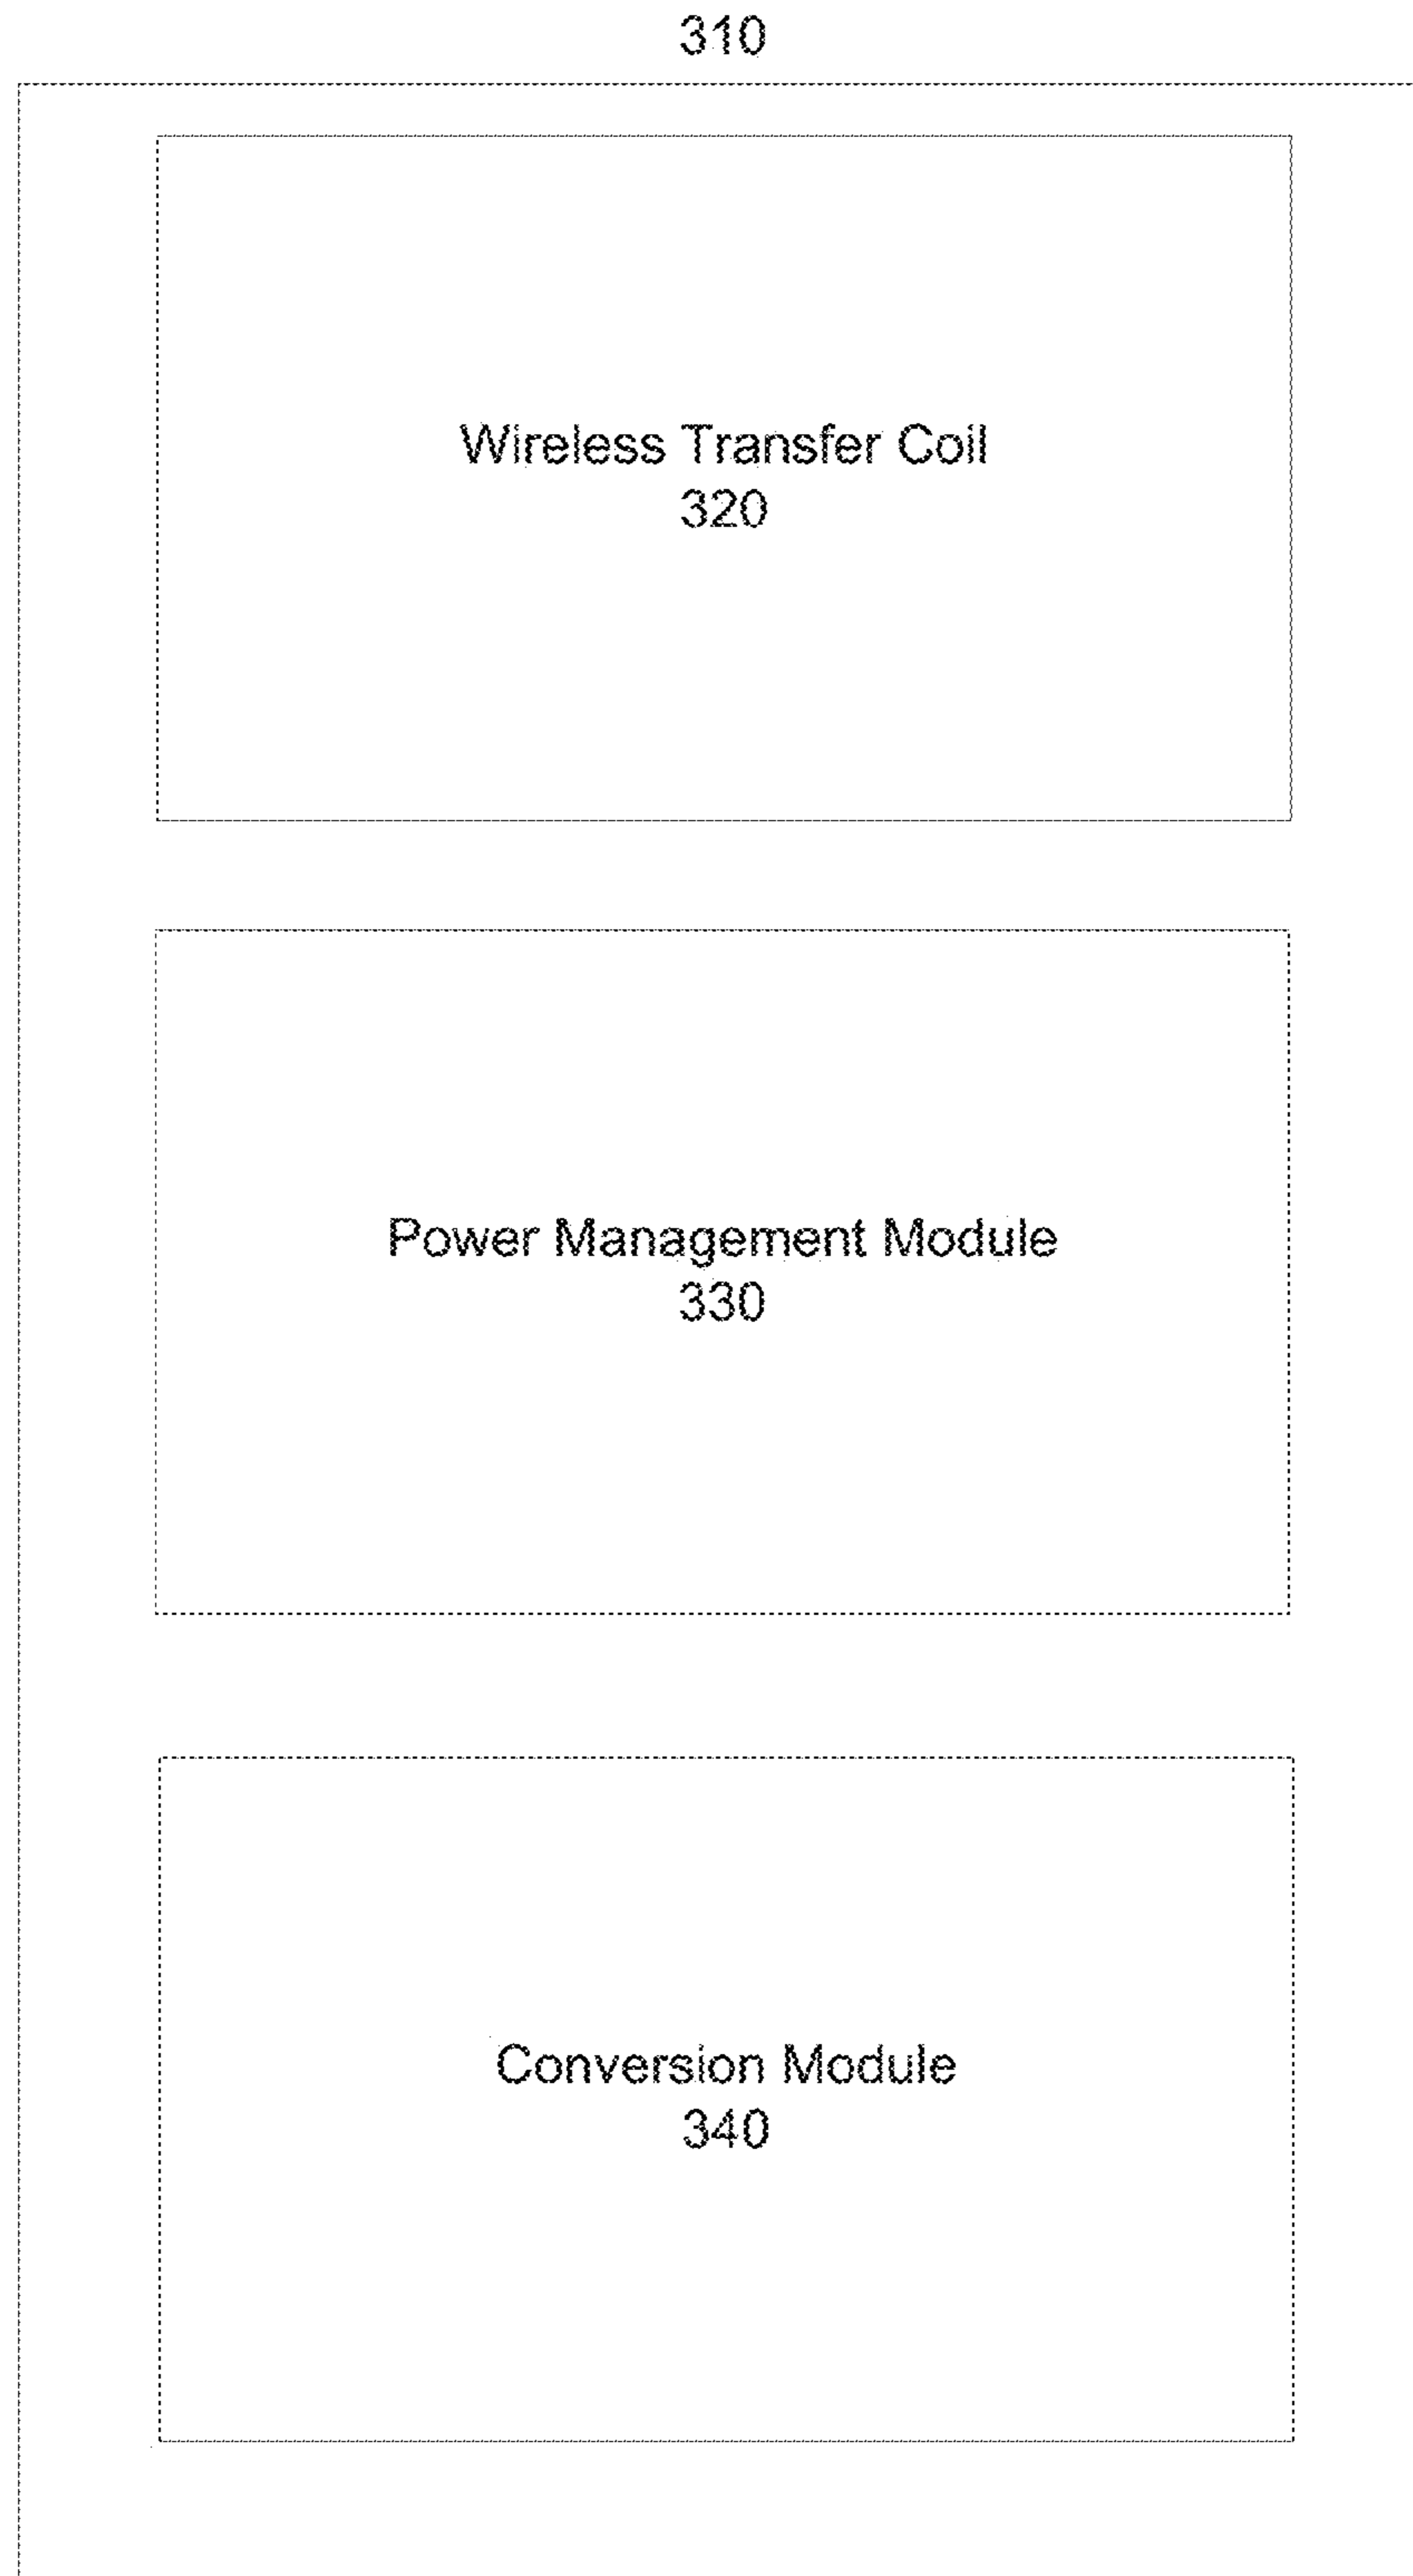 310
Wireless Transfer Coil
320
Power Management Module
330
Conversion Module
340